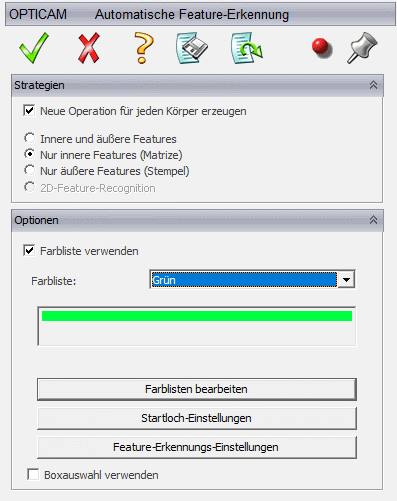 OPTICAM Automatische Feature-Erkennung
Strategien
Neue Operation für jeden Körper erzeugen
Innere und äußere Features
Nur innere Features (Matrize)
Nur äußere Features (Stempel)
2D-Feature-Recognition
Optionen
Farbliste verwenden
Farbliste: Grün
Farblisten bearbeiten
Startloch-Einstellungen
Feature-Erkennungs-Einstellungen
Boxauswahl verwenden